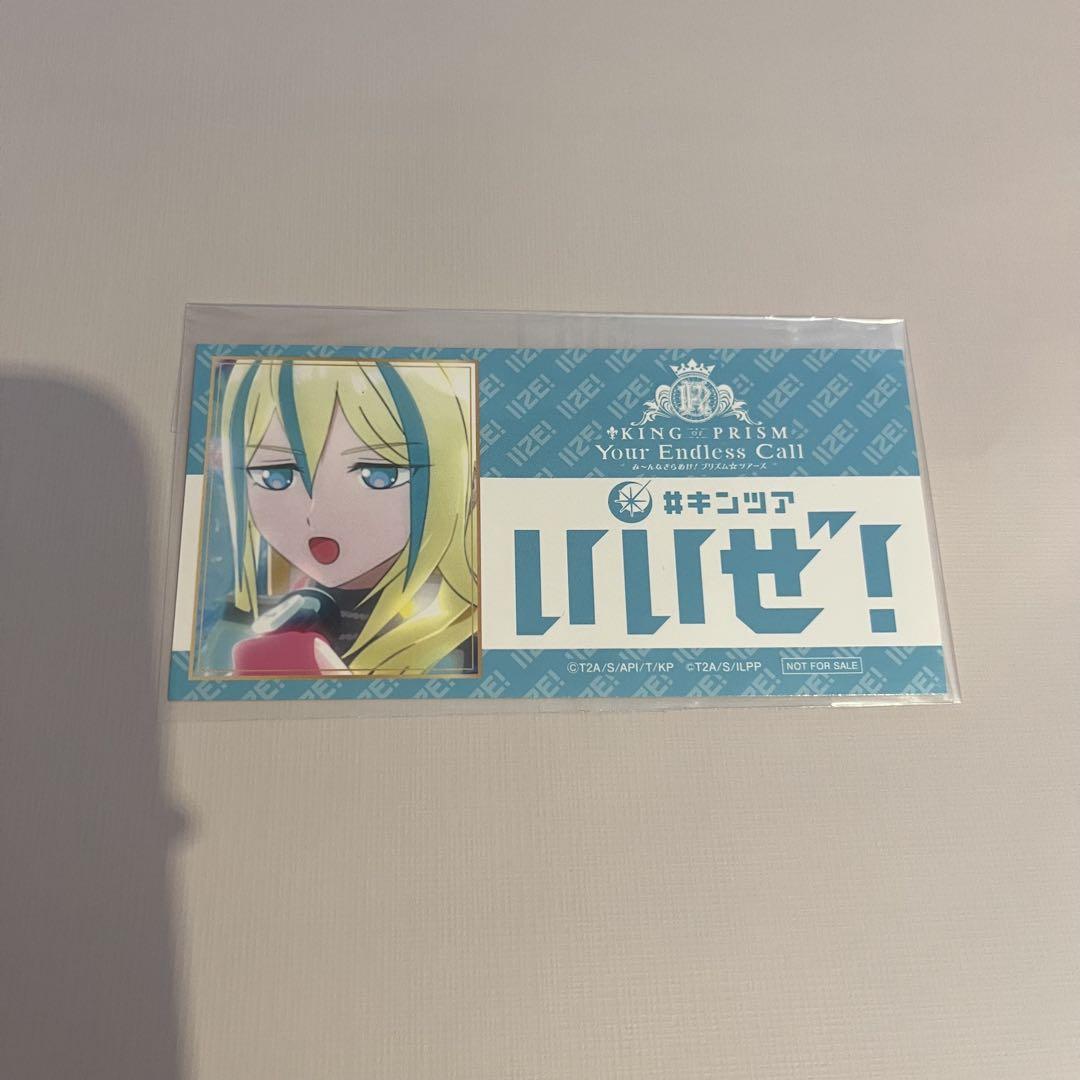 KING OF PRISM
Your Endless Call
み～んなきらめけ！プリズム☆ツアーズ
#キンツア
いいぜ！
©T2A/S/API/T/KP ©T2A/S/ILPP NOT FOR SALE
IIZE!